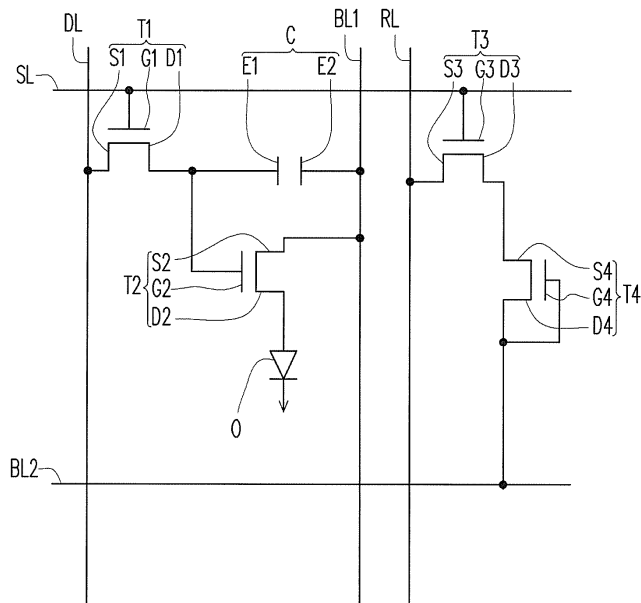 DL T1 C BL1 RL T3
S1 G1 D1 E1 E2 S3 G3 D3
SL
S2
T2 G2
D2
S4
G4 T4
D4
O
BL2